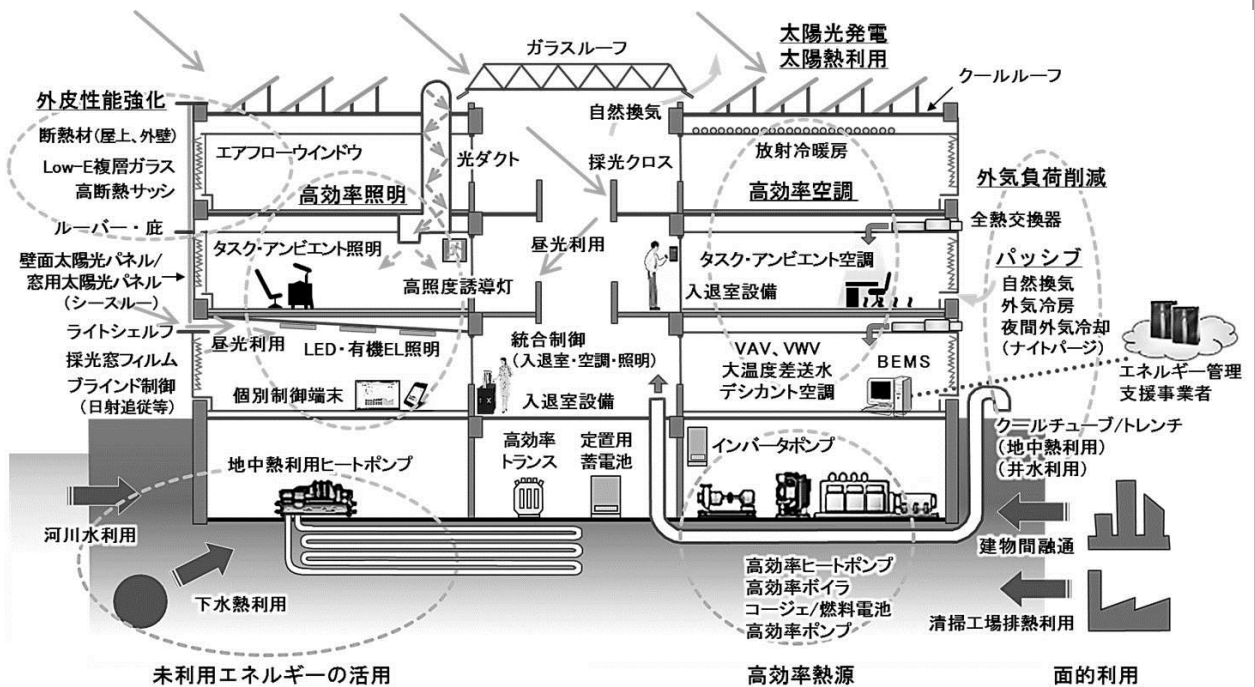 ガラスルーフ
太陽光発電
太陽熱利用
クールルーフ
外皮性能強化
断熱材(屋上、外壁)
Low-E複層ガラス
高断熱サッシ
ルーバー・庇
壁面太陽光パネル/
窓用太陽光パネル
(シースルー)
ライトシェルフ
採光窓フィルム
ブラインド制御
(日射追従等)
エアフローウインドウ
光ダクト
高効率照明
自然換気
採光クロス
放射冷暖房
高効率空調
外気負荷削減
全熱交換器
タスク・アンビエント照明
高照度誘導灯
昼光利用
タスク・アンビエント空調
入退室設備
パッシブ
自然換気
外気冷房
夜間外気冷却
(ナイトパージ)
エネルギー管理
支援事業者
昼光利用
LED・有機EL照明
個別制御端末
統合制御
(入退室・空調・照明)
入退室設備
VAV、VWV
大温度差送水
デシカント空調
BEMS
クールチューブ/トレンチ
(地中熱利用)
(井水利用)
地中熱利用ヒートポンプ
高効率
トランス
定置用
蓄電池
インバータポンプ
河川水利用
下水熱利用
高効率ヒートポンプ
高効率ボイラ
コージェ/燃料電池
高効率ポンプ
建物間融通
清掃工場排熱利用
未利用エネルギーの活用
高効率熱源
面的利用